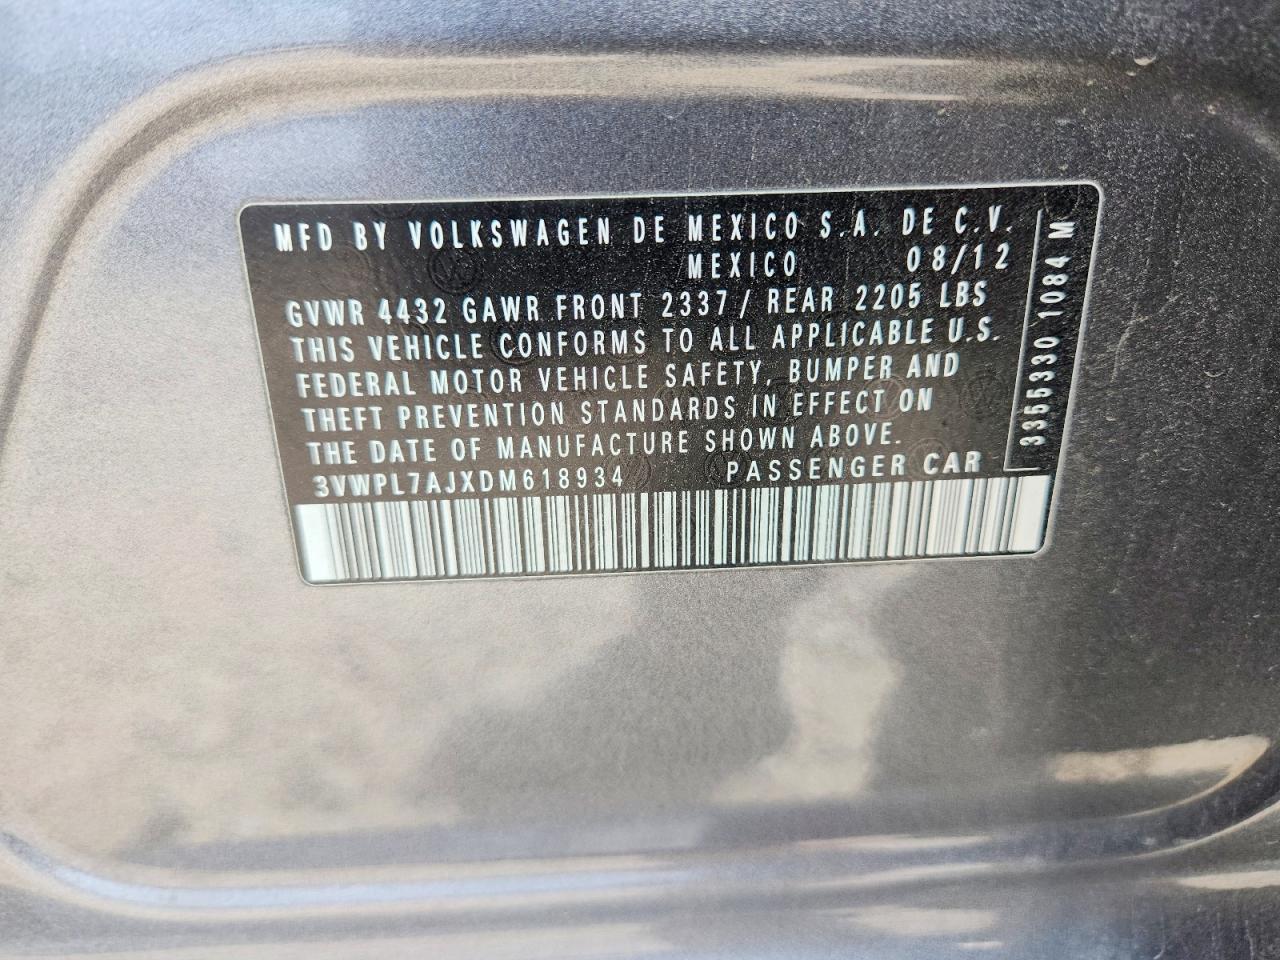 MFD BY VOLKSWAGEN DE MEXICO S.A. DE C.V.
MEXICO 08/12
GVWR 4432 GAWR FRONT 2337/ REAR 2205 LBS
THIS VEHICLE CONFORMS TO ALL APPLICABLE U.S.
FEDERAL MOTOR VEHICLE SAFETY, BUMPER AND
THEFT PREVENTION STANDARDS IN EFFECT ON
THE DATE OF MANUFACTURE SHOWN ABOVE.
3VWPL7AJXDM618934 PASSENGER CAR
3355330 1084 M